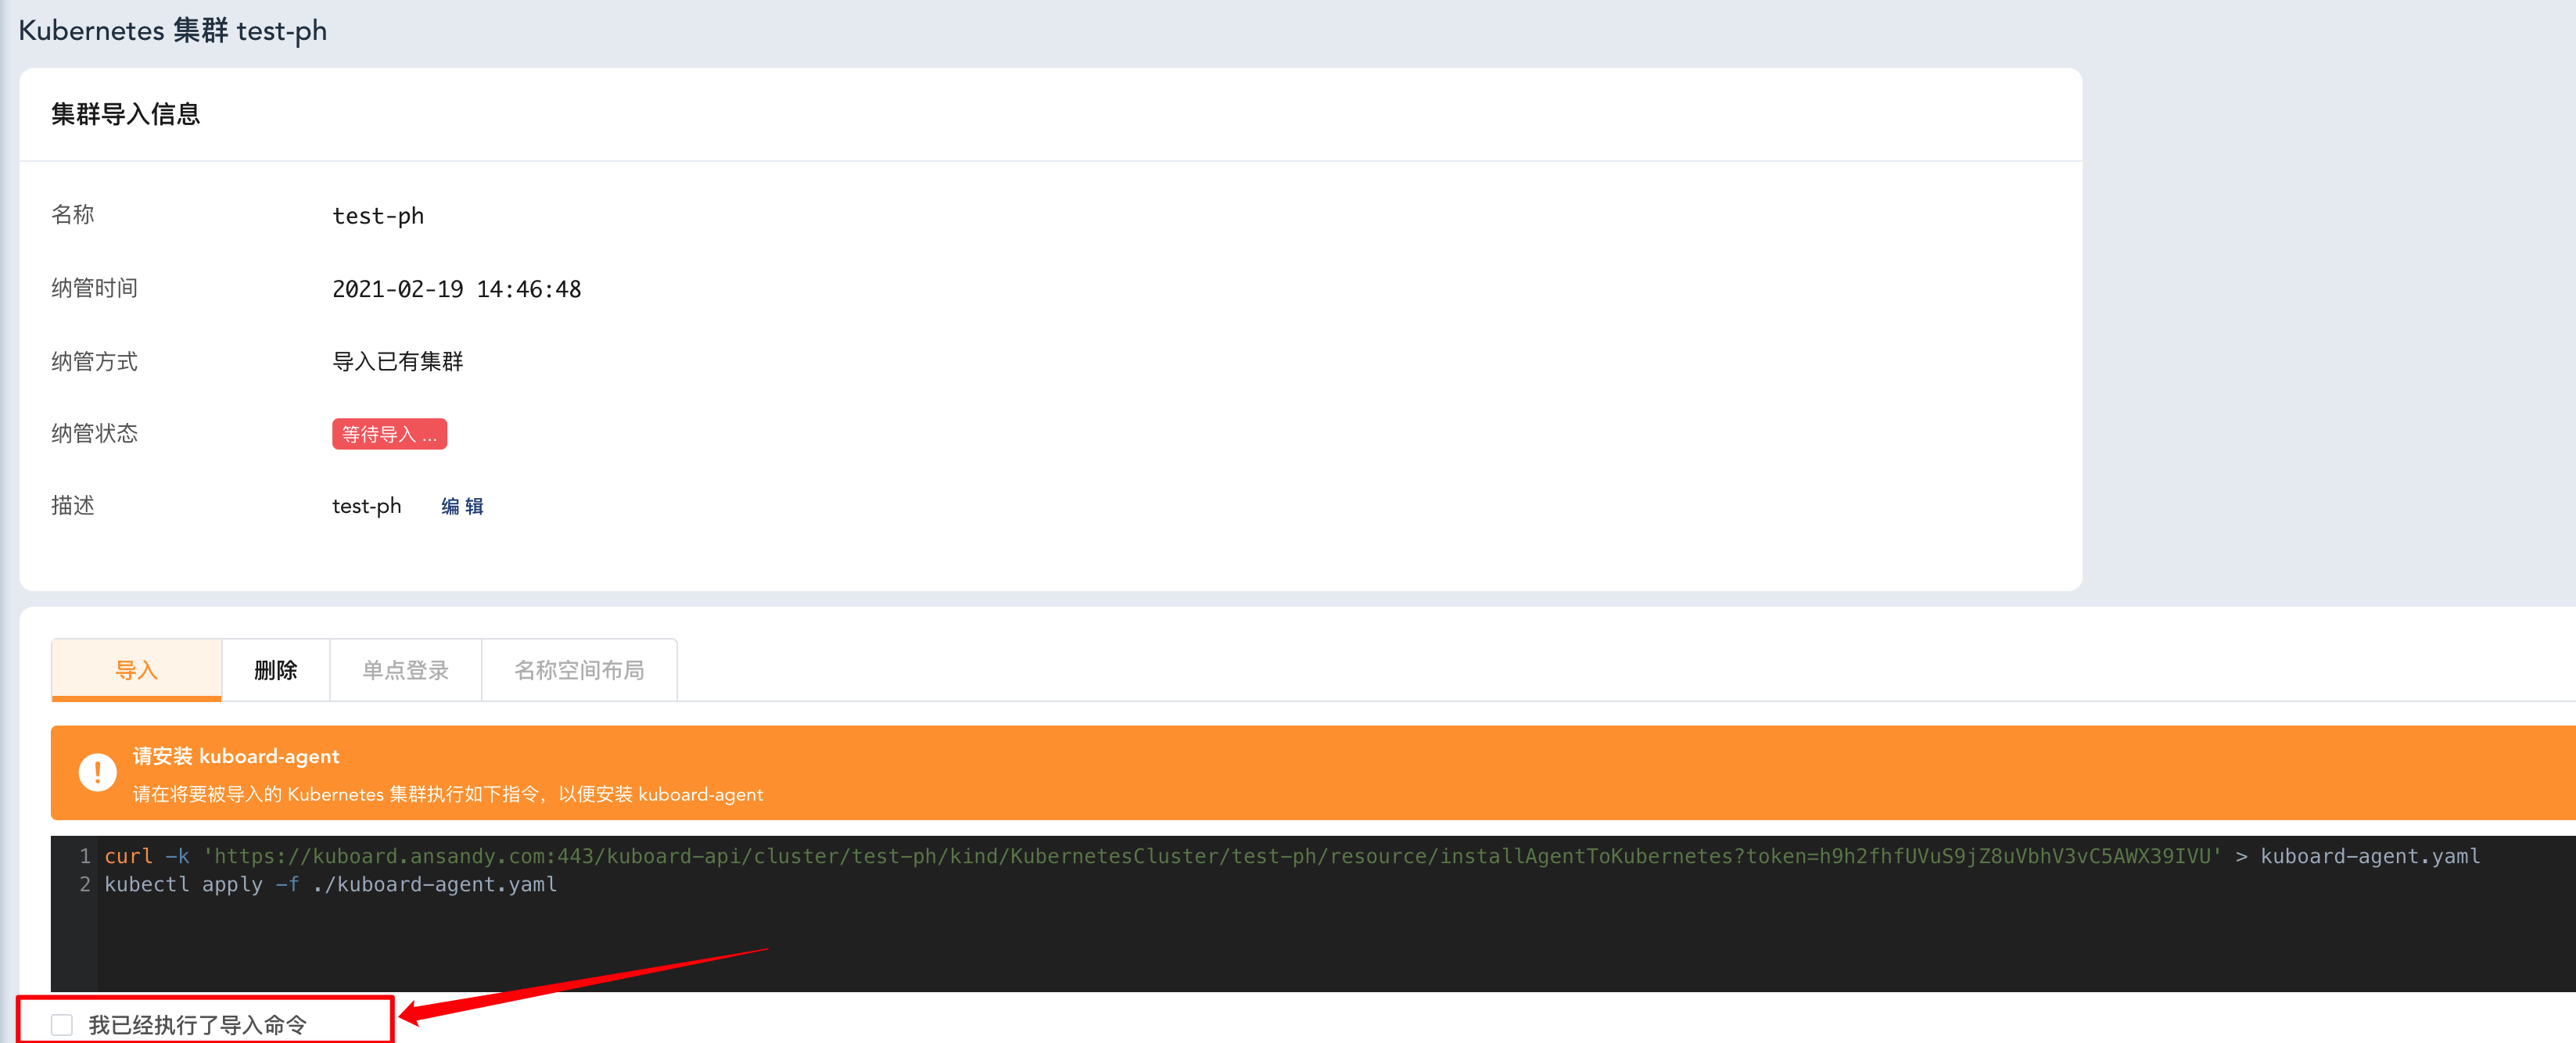 Kubernetes 集群 test-ph
集群导入信息
名称 test-ph
纳管时间 2021-02-19 14:46:48
纳管方式 导入已有集群
纳管状态 等待导入 ...
描述 test-ph 编 辑
导入 删除 单点登录 名称空间布局
请安装 kuboard-agent
请在将要被导入的 Kubernetes 集群执行如下指令，以便安装 kuboard-agent
1 curl -k 'https://kuboard.ansandy.com:443/kuboard-api/cluster/test-ph/kind/KubernetesCluster/test-ph/resource/installAgentToKubernetes?token=h9h2fhfUVuS9jZ8uVbhV3vC5AWX39IVU' > kuboard-agent.yaml
2 kubectl apply -f ./kuboard-agent.yaml
我已经执行了导入命令